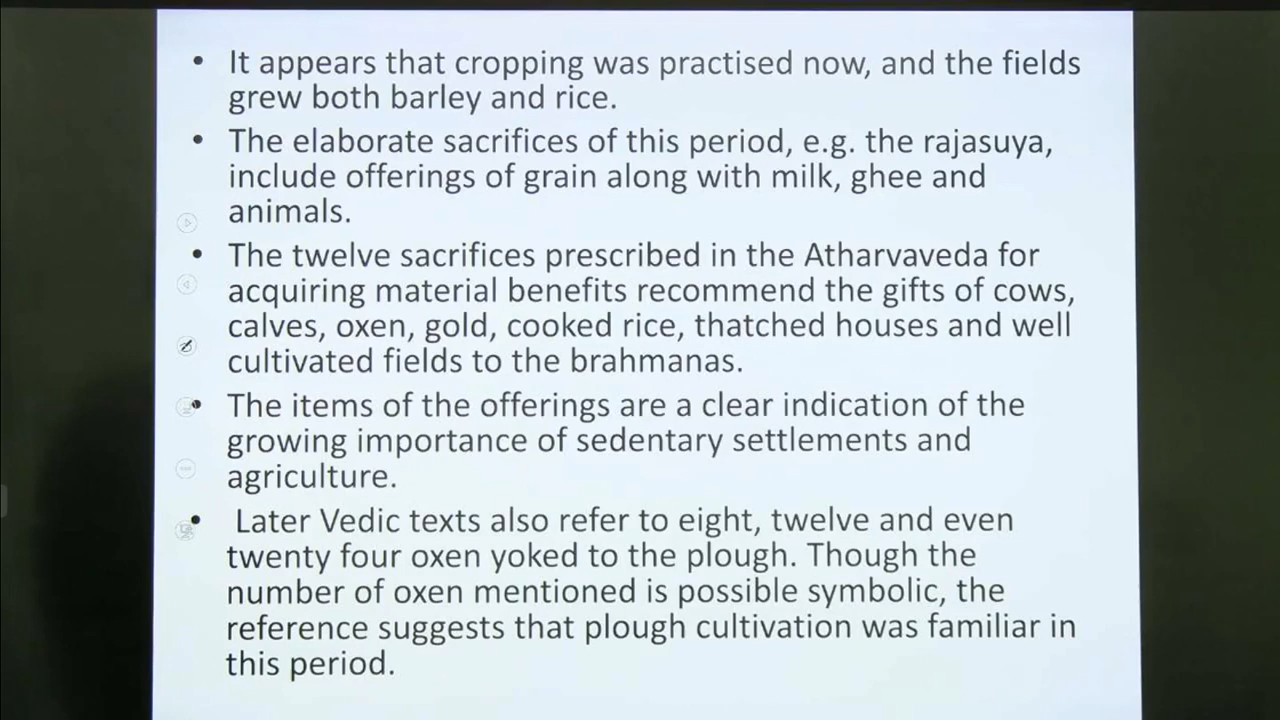 • It appears that cropping was practised now, and the fields
grew both barley and rice.
• The elaborate sacrifices of this period, e.g. the rajasuya,
include offerings of grain along with milk, ghee and
animals.
• The twelve sacrifices prescribed in the Atharvaveda for
acquiring material benefits recommend the gifts of cows,
calves, oxen, gold, cooked rice, thatched houses and well
cultivated fields to the brahmanas.
• The items of the offerings are a clear indication of the
growing importance of sedentary settlements and
agriculture.
• Later Vedic texts also refer to eight, twelve and even
twenty four oxen yoked to the plough. Though the
number of oxen mentioned is possible symbolic, the
reference suggests that plough cultivation was familiar in
this period.